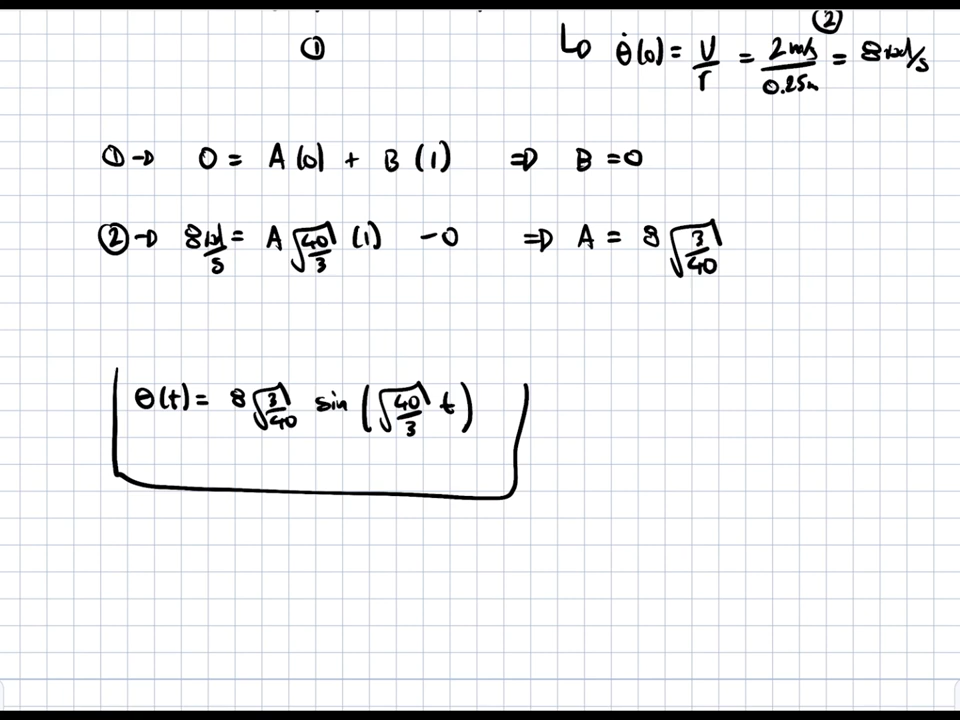 ①
②
↳ θ̇(0) = V/r = 2 m/s / 0.25m = 8 rad/s
① → 0 = A(0) + B(1) ⇒ B = 0
② → 8 rad/s = A √(40/3) (1) - 0 ⇒ A = 8 √(3/40)
θ(t) = 8 √(3/40) sin (√(40/3) t)